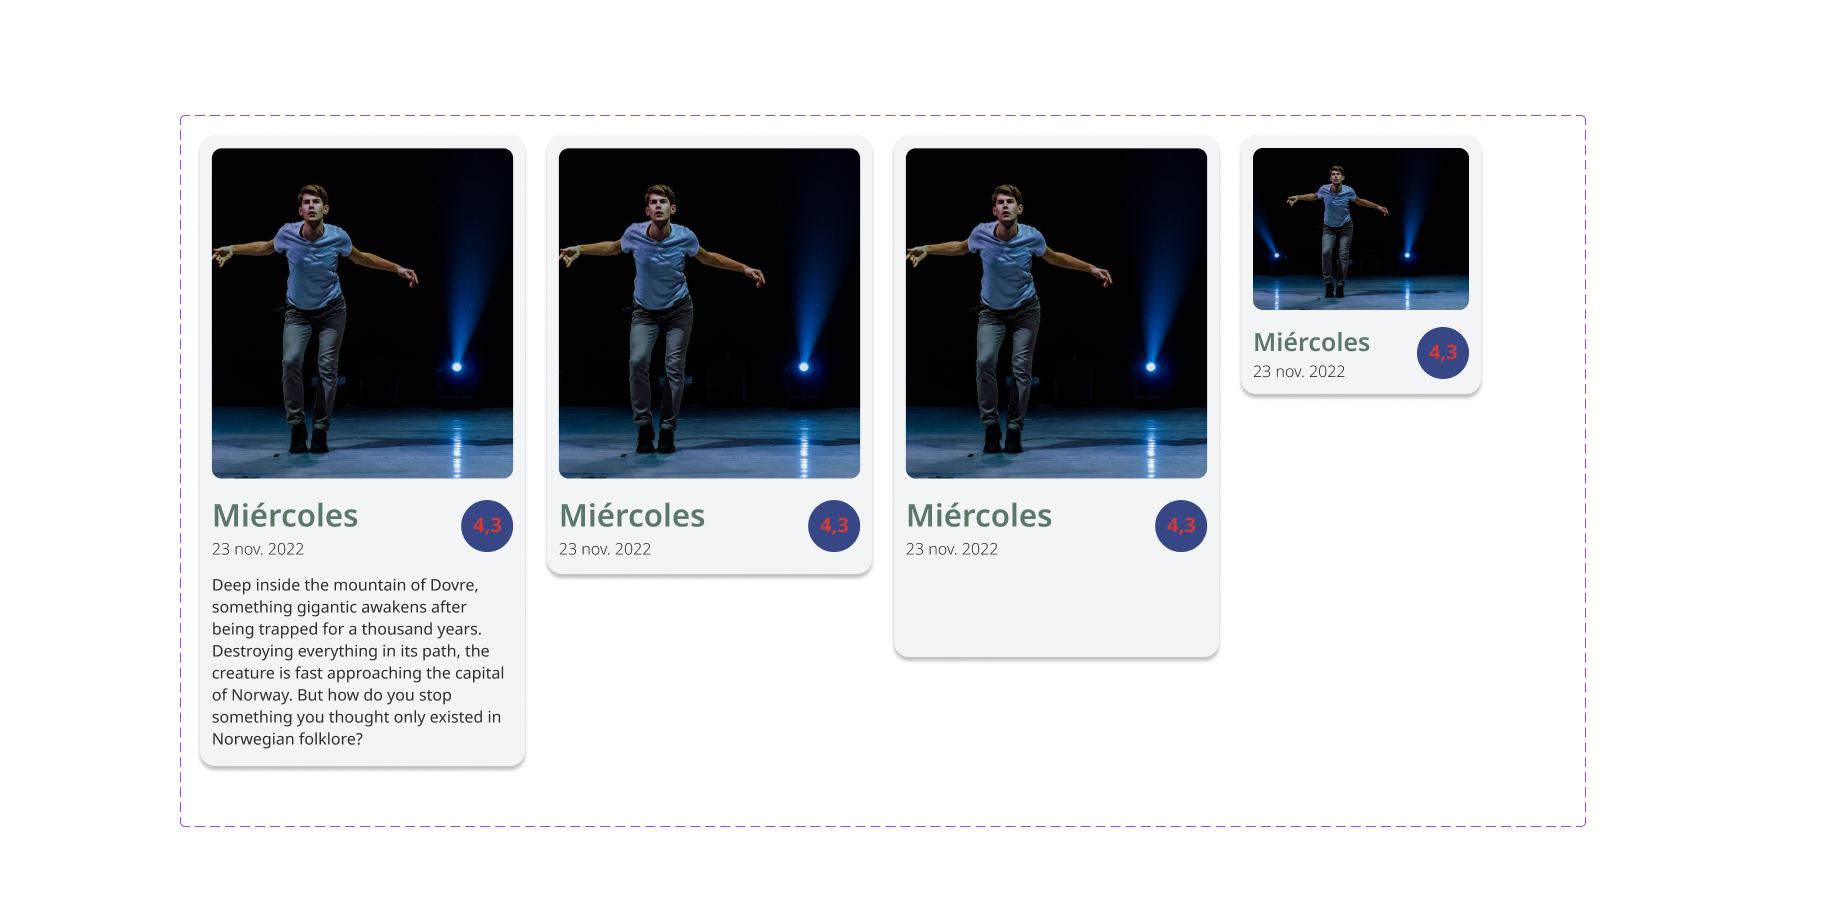 Miércoles
4,3
23 nov. 2022
Deep inside the mountain of Dovre,
something gigantic awakens after
being trapped for a thousand years.
Destroying everything in its path, the
creature is fast approaching the capital
of Norway. But how do you stop
something you thought only existed in
Norwegian folklore?
Miércoles
4,3
23 nov. 2022
Miércoles
4,3
23 nov. 2022
Miércoles
4,3
23 nov. 2022